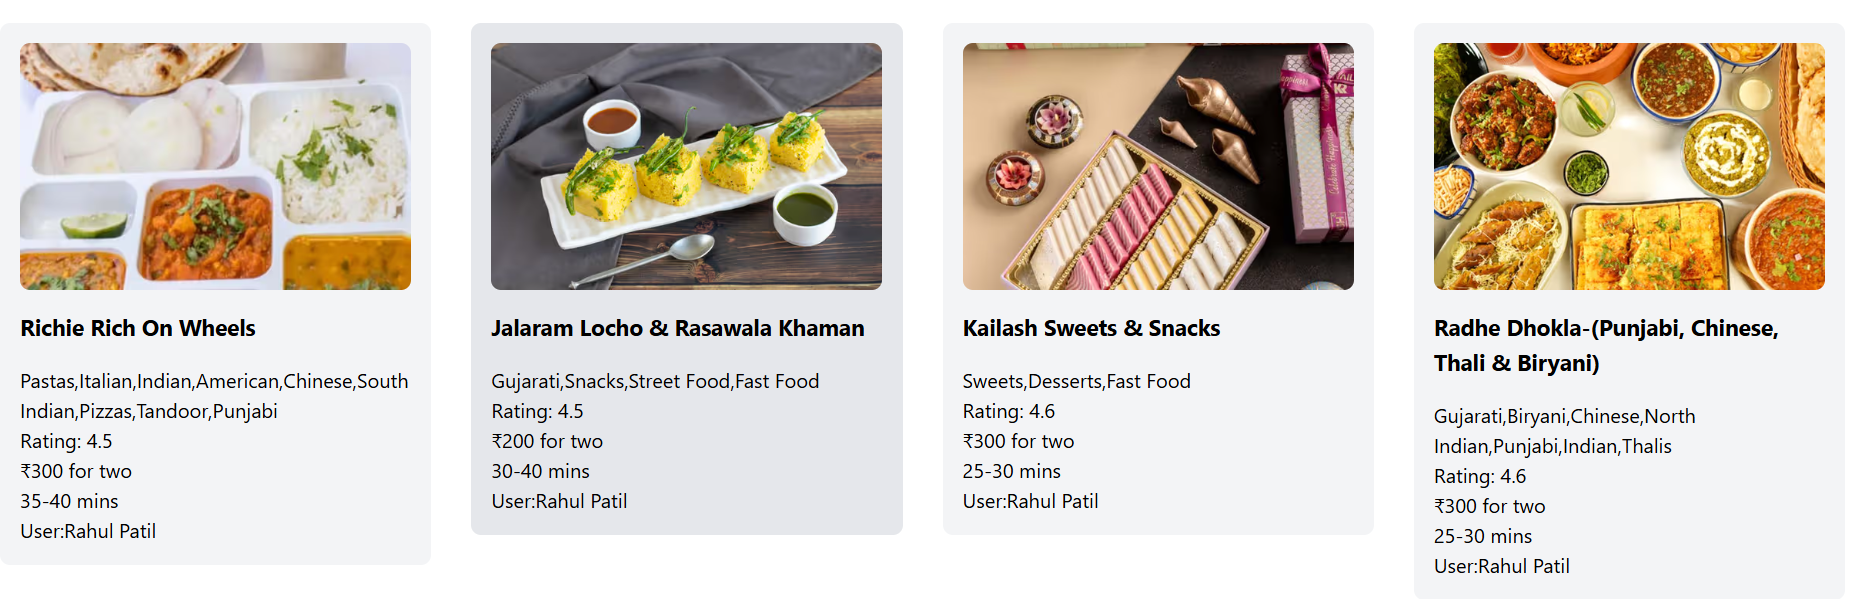 Richie Rich On Wheels
Pastas,Italian,Indian,American,Chinese,South
Indian,Pizzas,Tandoor,Punjabi
Rating: 4.5
₹300 for two
35-40 mins
User:Rahul Patil
Jalaram Locho & Rasawala Khaman
Gujarati,Snacks,Street Food,Fast Food
Rating: 4.5
₹200 for two
30-40 mins
User:Rahul Patil
Celebrate Happiness
Kailash Sweets & Snacks
Sweets,Desserts,Fast Food
Rating: 4.6
₹300 for two
25-30 mins
User:Rahul Patil
Radhe Dhokla-(Punjabi, Chinese,
Thali & Biryani)
Gujarati,Biryani,Chinese,North
Indian,Punjabi,Indian,Thalis
Rating: 4.6
₹300 for two
25-30 mins
User:Rahul Patil